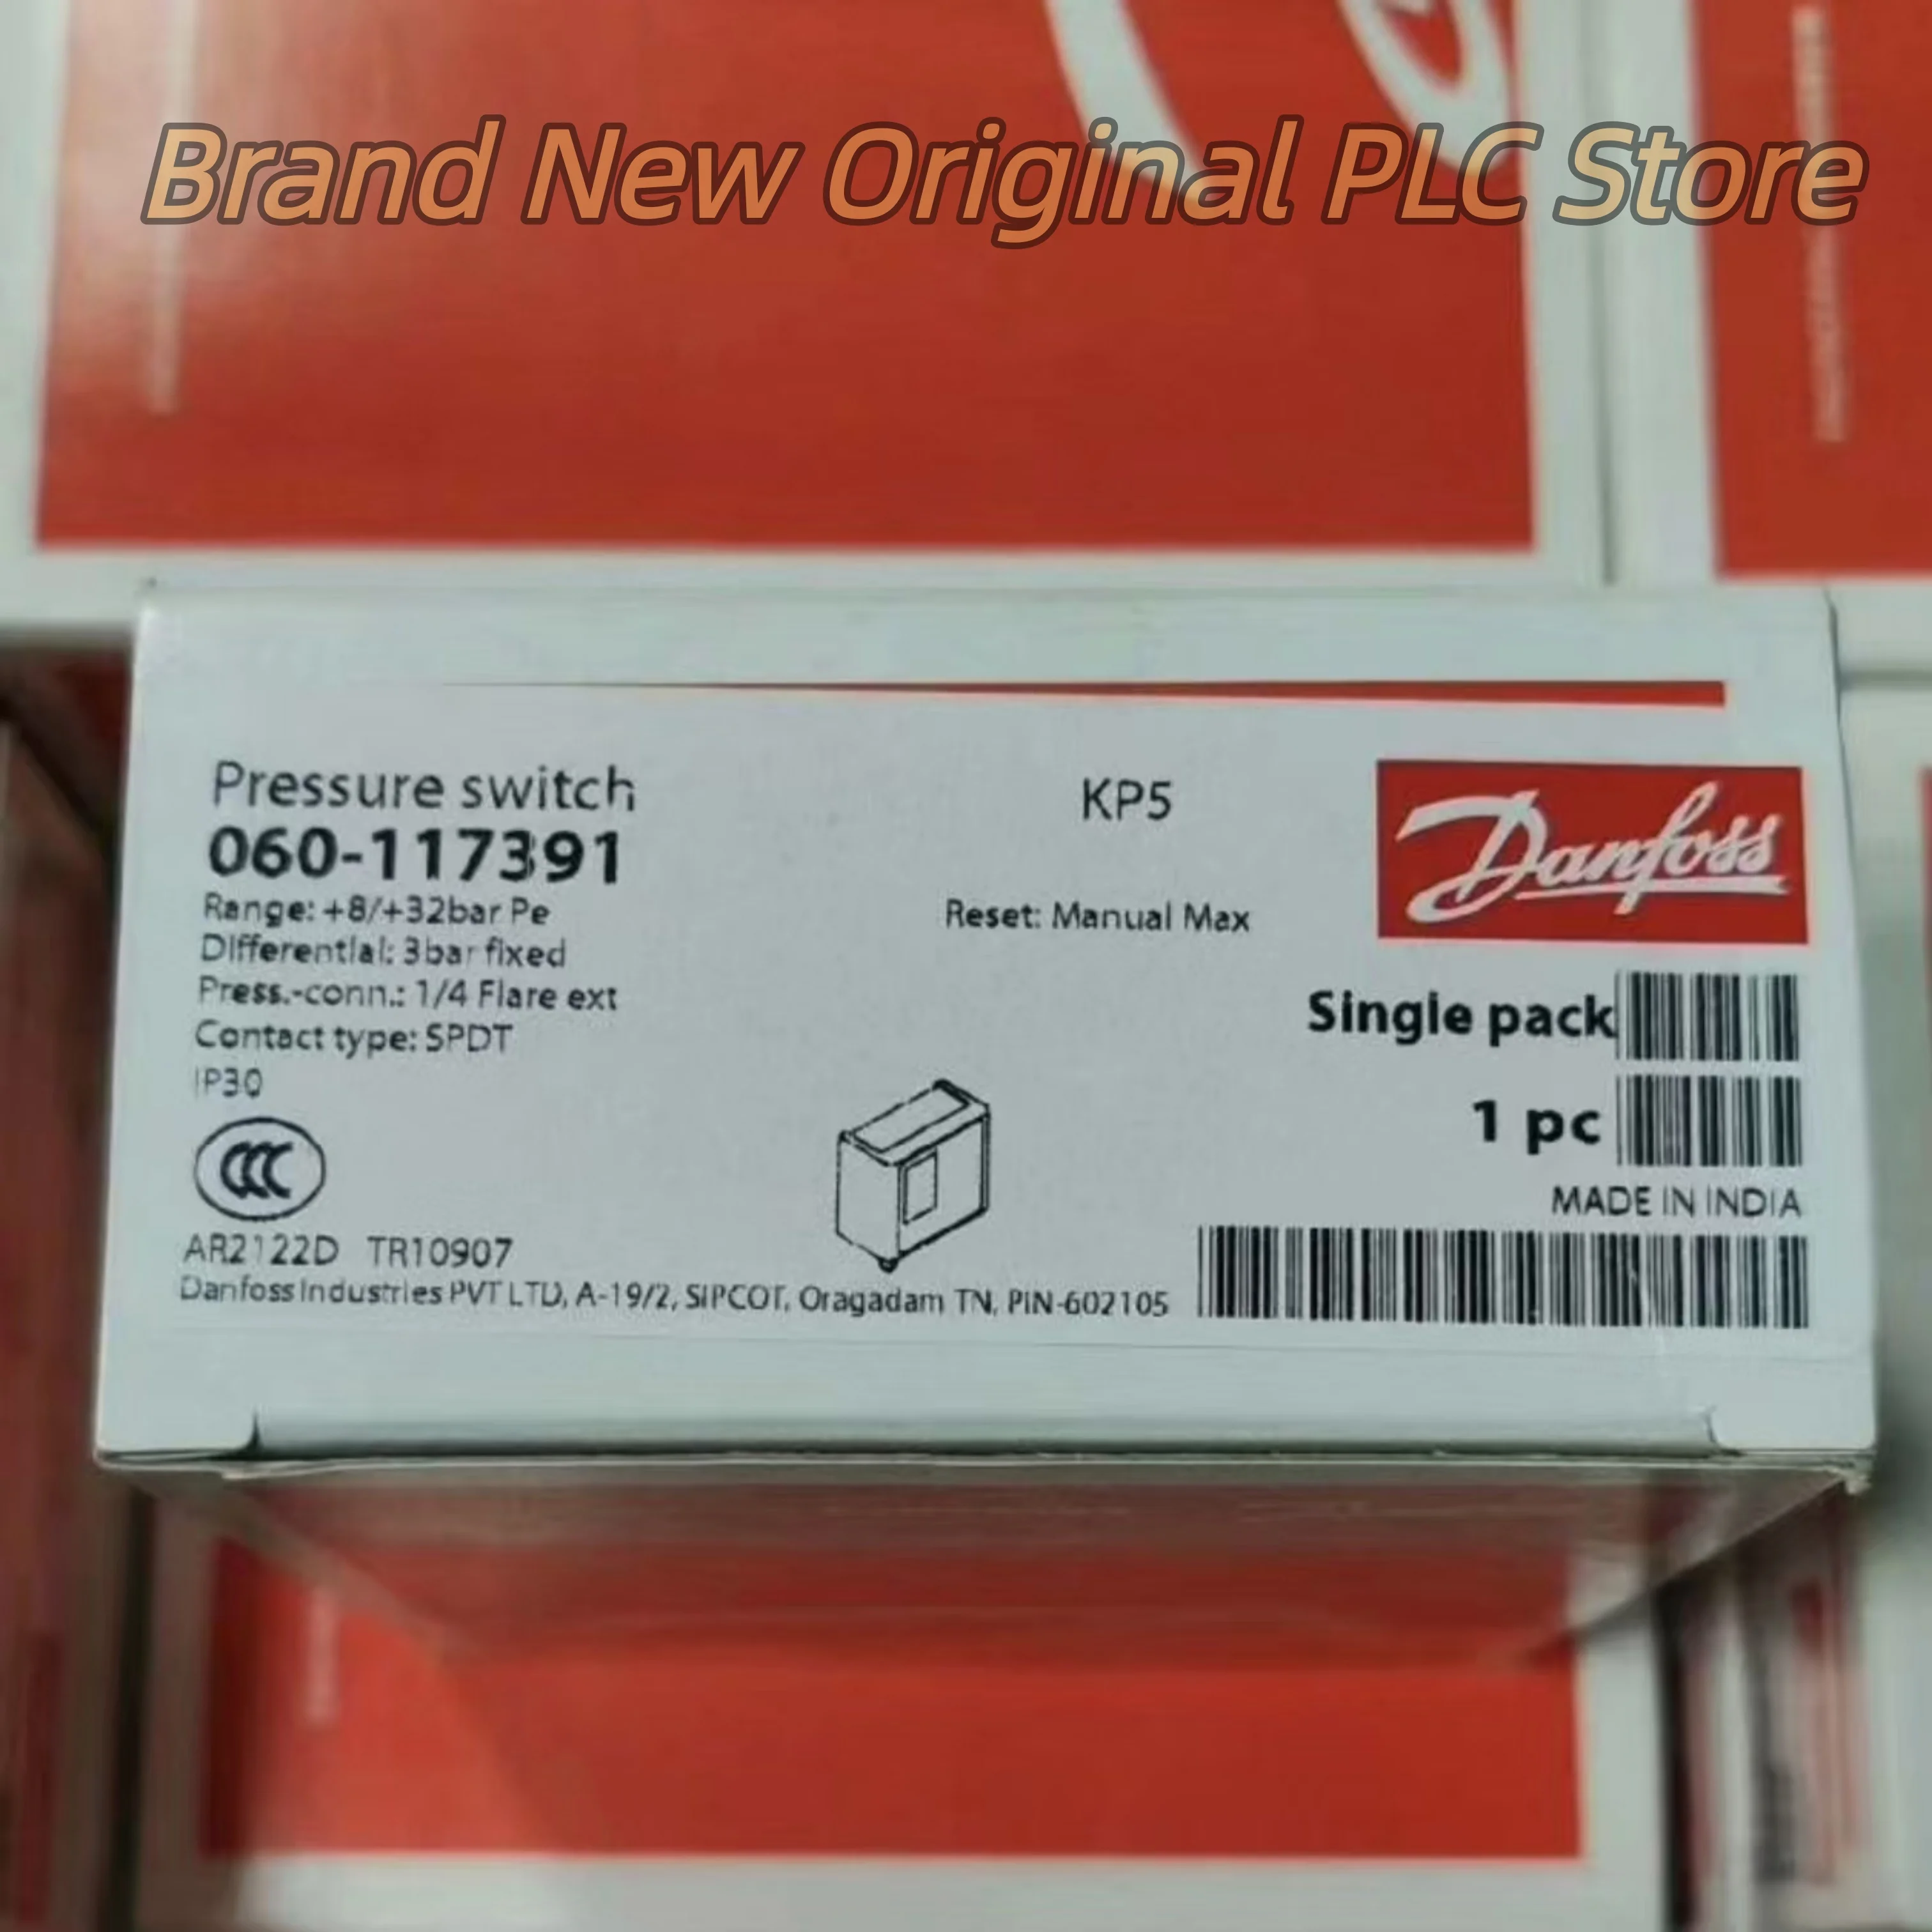 Brand New Original PLC Store
Pressure switch
KP5
Danfoss
060-117391
Range: +8/+32bar Pe
Reset: Manual Max
Differential: 3bar fixed
Press.-conn.: 1/4 Flare ext
Single pack
Contact type: SPDT
IP30
1 pc
CCC
MADE IN INDIA
AR2122D TR10907
Danfoss Industries PVT LTD, A-19/2, SIPCOT, Oragadam TN, PIN-602105